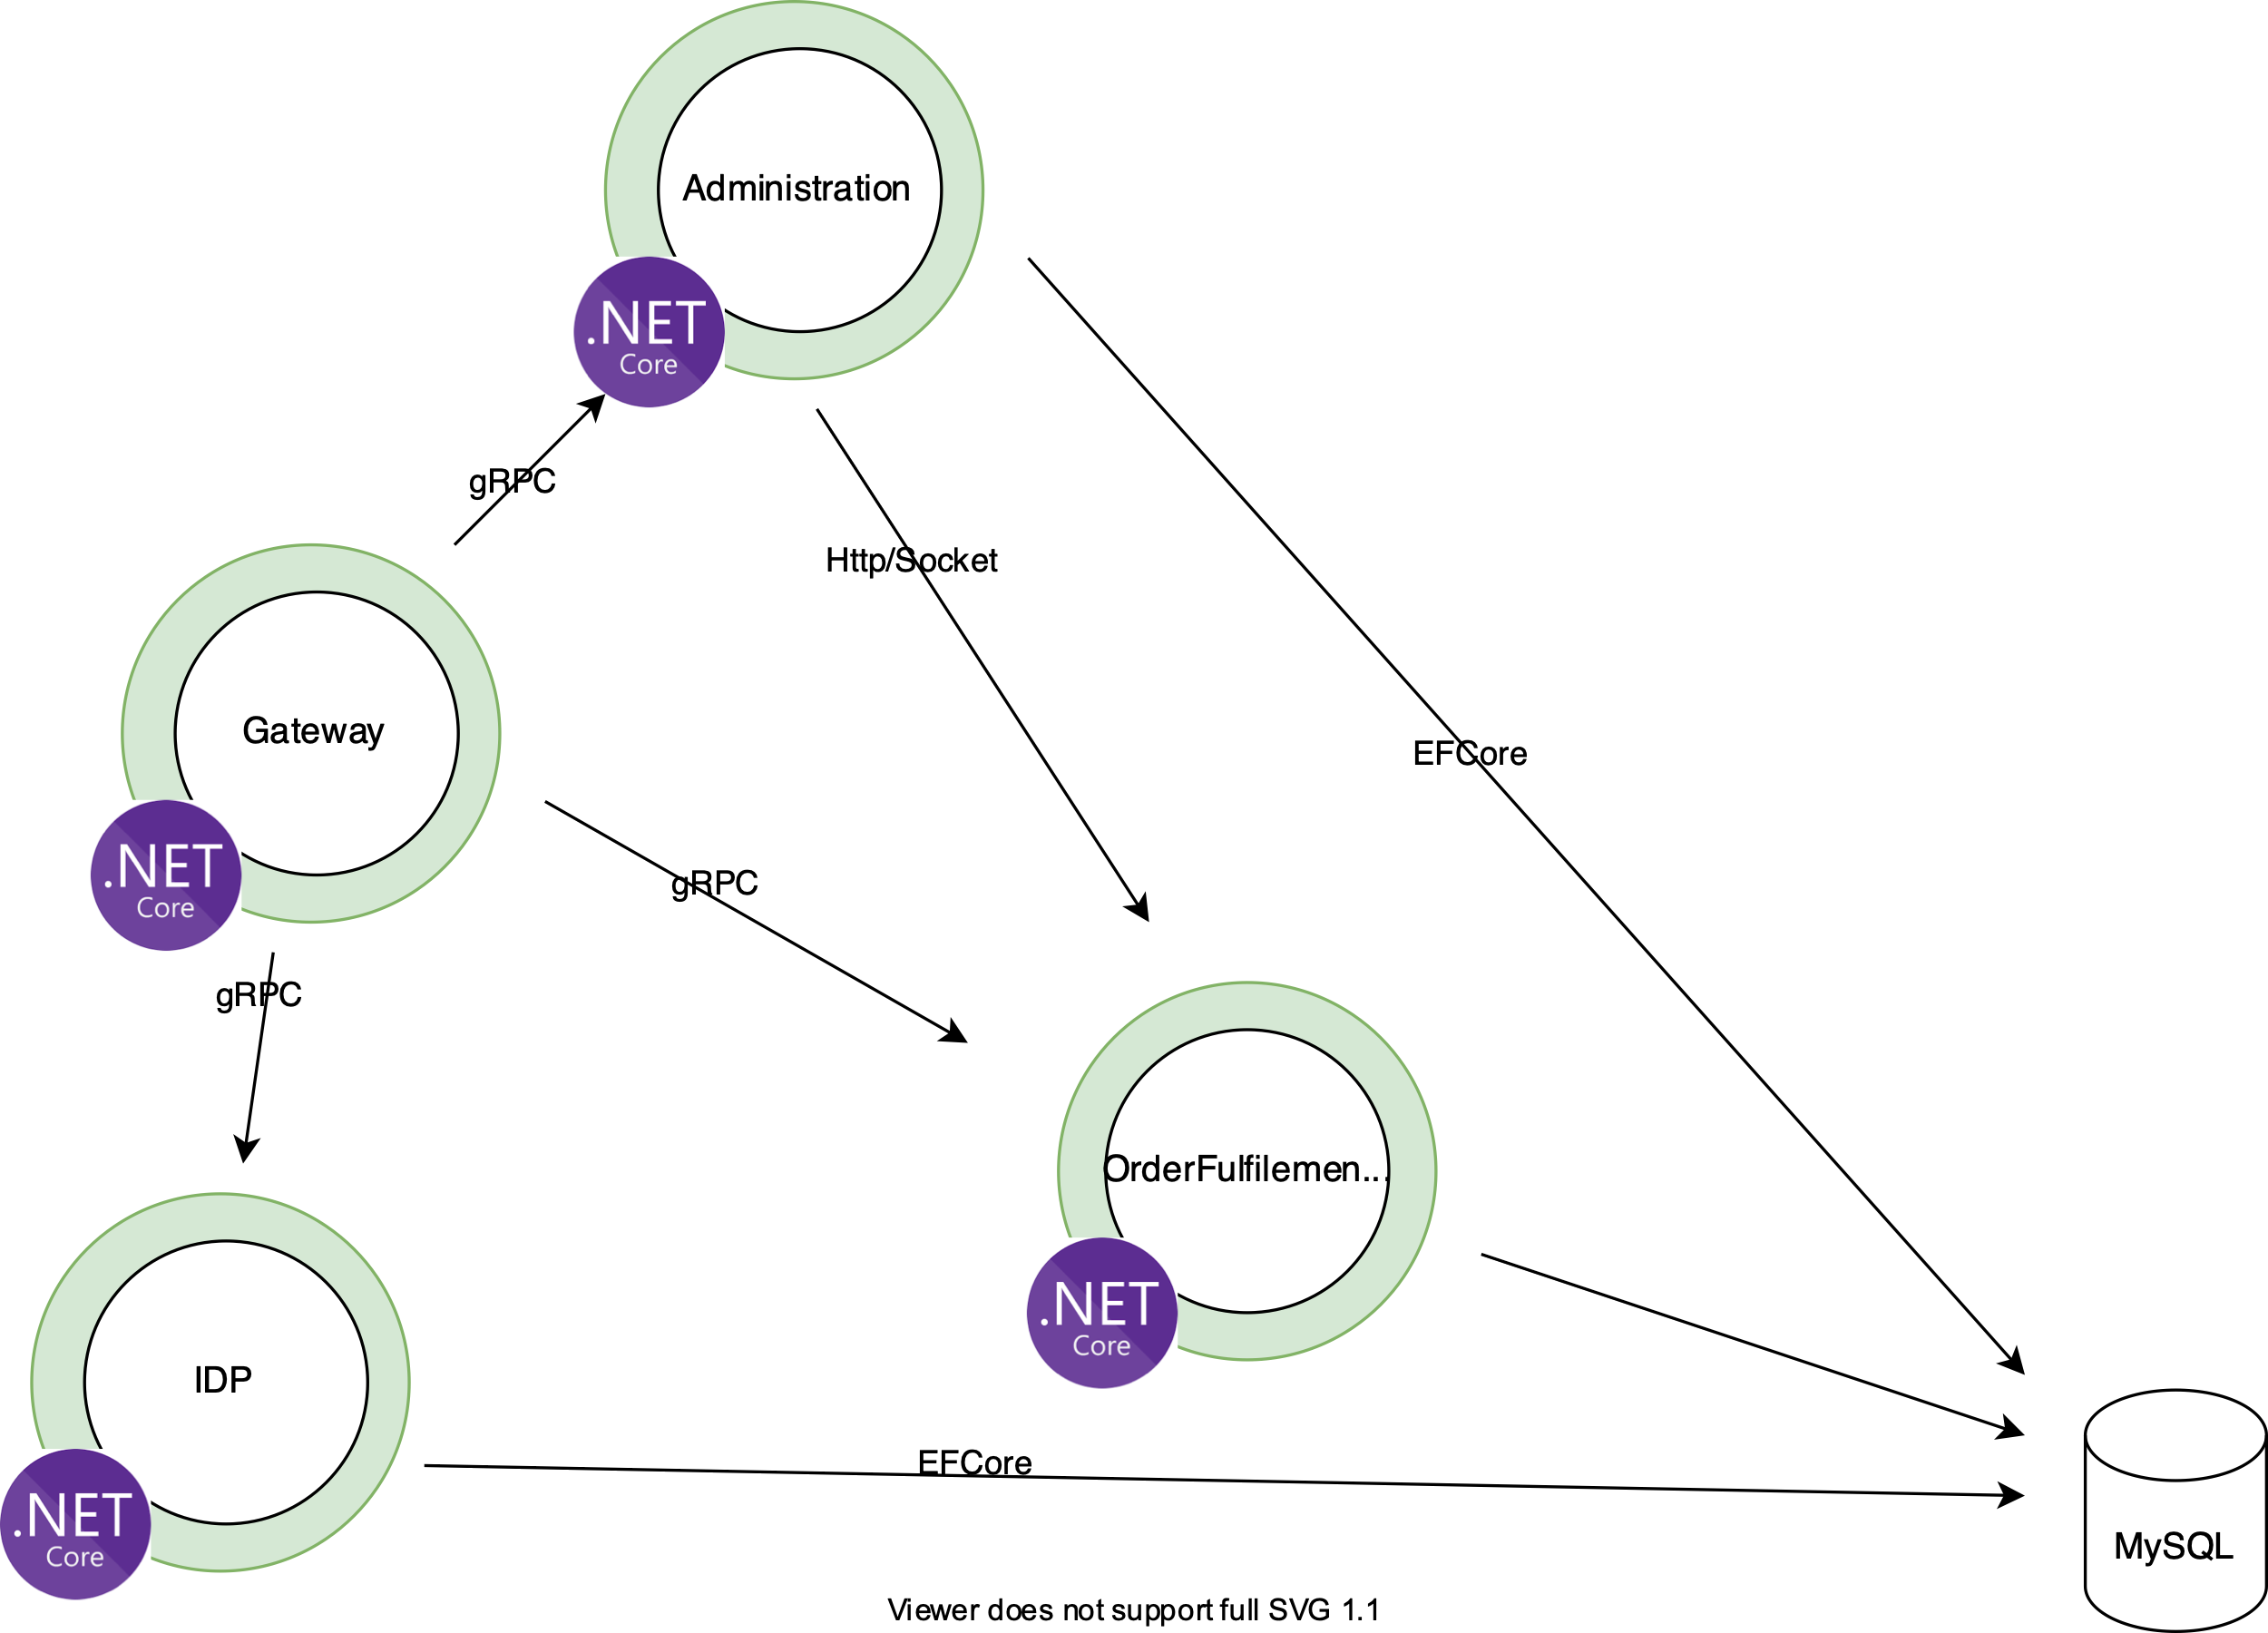 Administration
.NET
Core
gRPC
Http/Socket
Gateway
EFCore
.NET
Core
gRPC
gRPC
OrderFulfilemen...
.NET
Core
IDP
EFCore
.NET
Core
MySQL
Viewer does not support full SVG 1.1